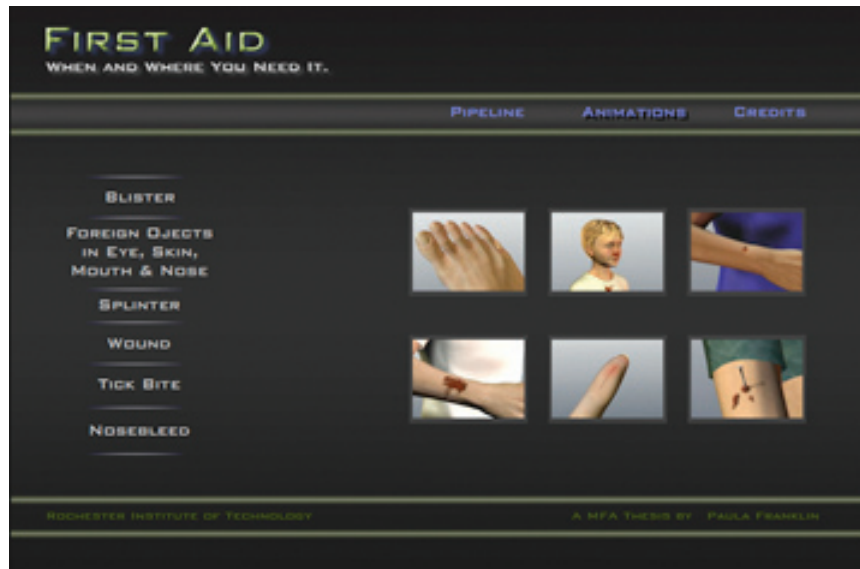 First Aid
When and Where You Need It.
Pipeline Animations Credits
Blister
Foreign Ojects
in Eye, Skin,
Mouth & Nose
Splinter
Wound
Tick Bite
Nosebleed
Rochester Institute of Technology A MFA Thesis by Paula Franklin